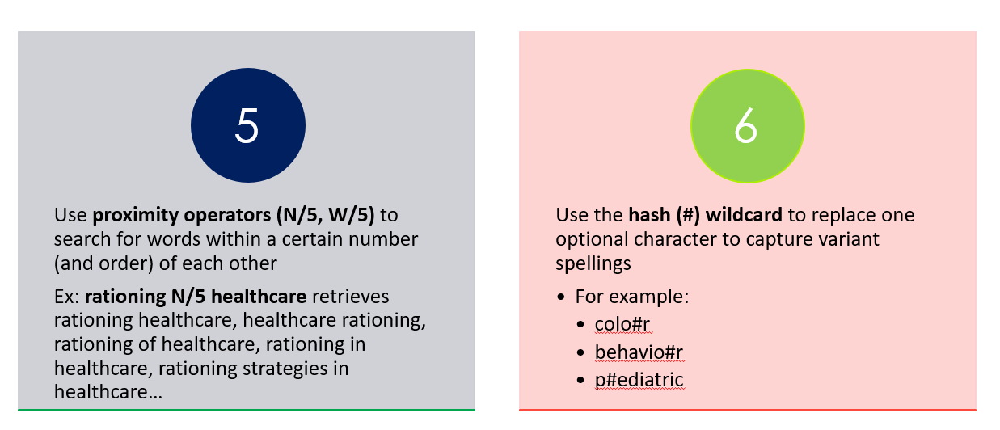 5
Use proximity operators (N/5, W/5) to
search for words within a certain number
(and order) of each other
Ex: rationing N/5 healthcare retrieves
rationing healthcare, healthcare rationing,
rationing of healthcare, rationing in
healthcare, rationing strategies in
healthcare...
6
Use the hash (#) wildcard to replace one
optional character to capture variant
spellings
• For example:
• colo#r
• behavio#r
• p#ediatric